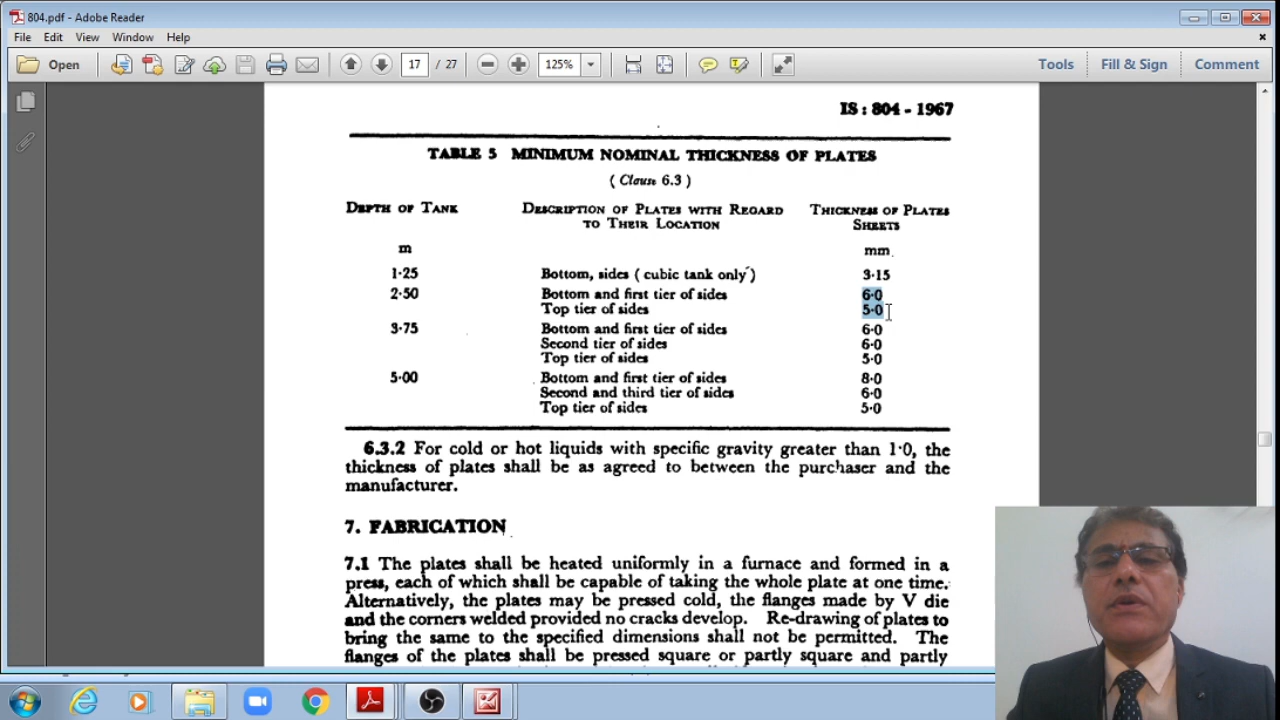 804.pdf - Adobe Reader
File Edit View Window Help
Open 17 / 27 125% Tools Fill & Sign Comment
IS : 804 - 1967
TABLE 5 MINIMUM NOMINAL THICKNESS OF PLATES
( Clause 6.3 )
DEPTH OF TANK DESCRIPTION OF PLATES WITH REGARD THICKNESS OF PLATES
TO THEIR LOCATION SHEETS
m mm
1·25 Bottom, sides ( cubic tank only ) 3·15
2·50 Bottom and first tier of sides 6·0
Top tier of sides 5·0
3·75 Bottom and first tier of sides 6·0
Second tier of sides 6·0
Top tier of sides 5·0
5·00 Bottom and first tier of sides 8·0
Second and third tier of sides 6·0
Top tier of sides 5·0
6.3.2 For cold or hot liquids with specific gravity greater than 1·0, the
thickness of plates shall be as agreed to between the purchaser and the
manufacturer.
7. FABRICATION
7.1 The plates shall be heated uniformly in a furnace and formed in a
press, each of which shall be capable of taking the whole plate at one time.
Alternatively, the plates may be pressed cold, the flanges made by V die
and the corners welded provided no cracks develop. Re-drawing of plates to
bring the same to the specified dimensions shall not be permitted. The
flanges of the plates shall be pressed square or partly square and partly